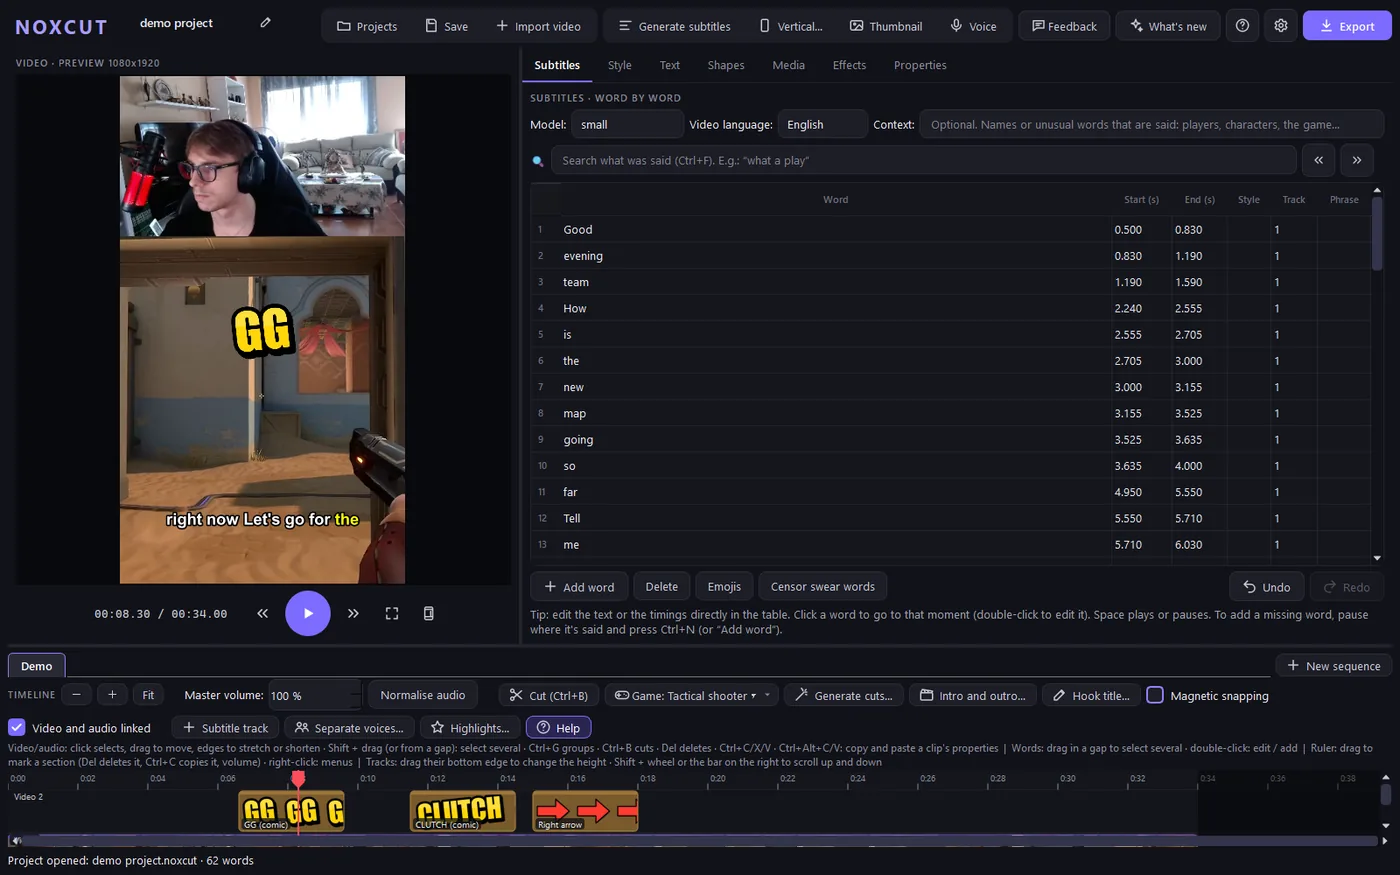 NOXCUT
demo project
Projects
Save
Import video
Generate subtitles
Vertical...
Thumbnail
Voice
Feedback
What's new
Export
VIDEO · PREVIEW 1080x1920
GG
right now Let's go for the
00:08.30 / 00:34.00
Subtitles
Style
Text
Shapes
Media
Effects
Properties
SUBTITLES · WORD BY WORD
Model: small Video language: English Context: Optional. Names or unusual words that are said: players, characters, the game...
Search what was said (Ctrl+F). E.g.: “what a play”
Word Start (s) End (s) Style Track Phrase
1 Good 0.500 0.830 1
2 evening 0.830 1.190 1
3 team 1.190 1.590 1
4 How 2.240 2.555 1
5 is 2.555 2.705 1
6 the 2.705 3.000 1
7 new 3.000 3.155 1
8 map 3.155 3.525 1
9 going 3.525 3.635 1
10 so 3.635 4.000 1
11 far 4.950 5.550 1
12 Tell 5.550 5.710 1
13 me 5.710 6.030 1
Add word
Delete
Emojis
Censor swear words
Undo
Redo
Tip: edit the text or the timings directly in the table. Click a word to go to that moment (double-click to edit it). Space plays or pauses. To add a missing word, pause
where it's said and press Ctrl+N (or “Add word”).
Demo
New sequence
TIMELINE
Fit
Master volume: 100 %
Normalise audio
Cut (Ctrl+B)
Game: Tactical shooter
Generate cuts...
Intro and outro...
Hook title...
Magnetic snapping
Video and audio linked
Subtitle track
Separate voices...
Highlights...
Help
Video/audio: click selects, drag to move, edges to stretch or shorten · Shift + drag (or from a gap): select several · Ctrl+G groups · Ctrl+B cuts · Del deletes · Ctrl+C/X/V · Ctrl+Alt+C/V: copy and paste a clip's properties | Words: drag in a gap to select several · double-click: edit / add | Ruler: drag to
mark a section (Del deletes it, Ctrl+C copies it, volume) · right-click: menus | Tracks: drag their bottom edge to change the height · Shift + wheel or the bar on the right to scroll up and down
0:00 0:02 0:04 0:06 0:10 0:12 0:14 0:16 0:18 0:20 0:22 0:24 0:26 0:28 0:30 0:32 0:34 0:36 0:38
Video 2
GG GG G
GG (comic)
CLUTCH
CLUTCH (comic)
Right arrow
Project opened: demo project.noxcut · 62 words